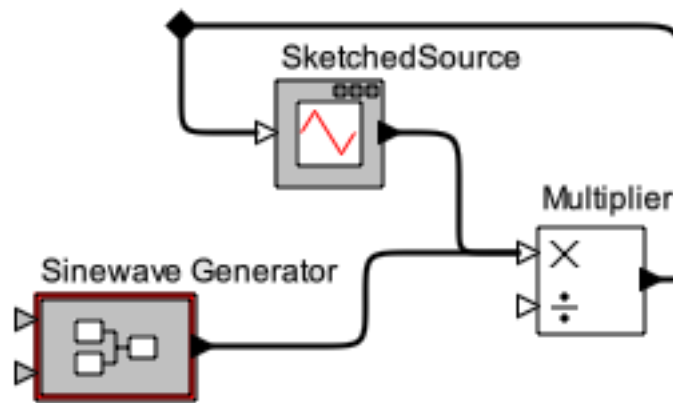 SketchedSource
Multiplier
Sinewave Generator
×
÷